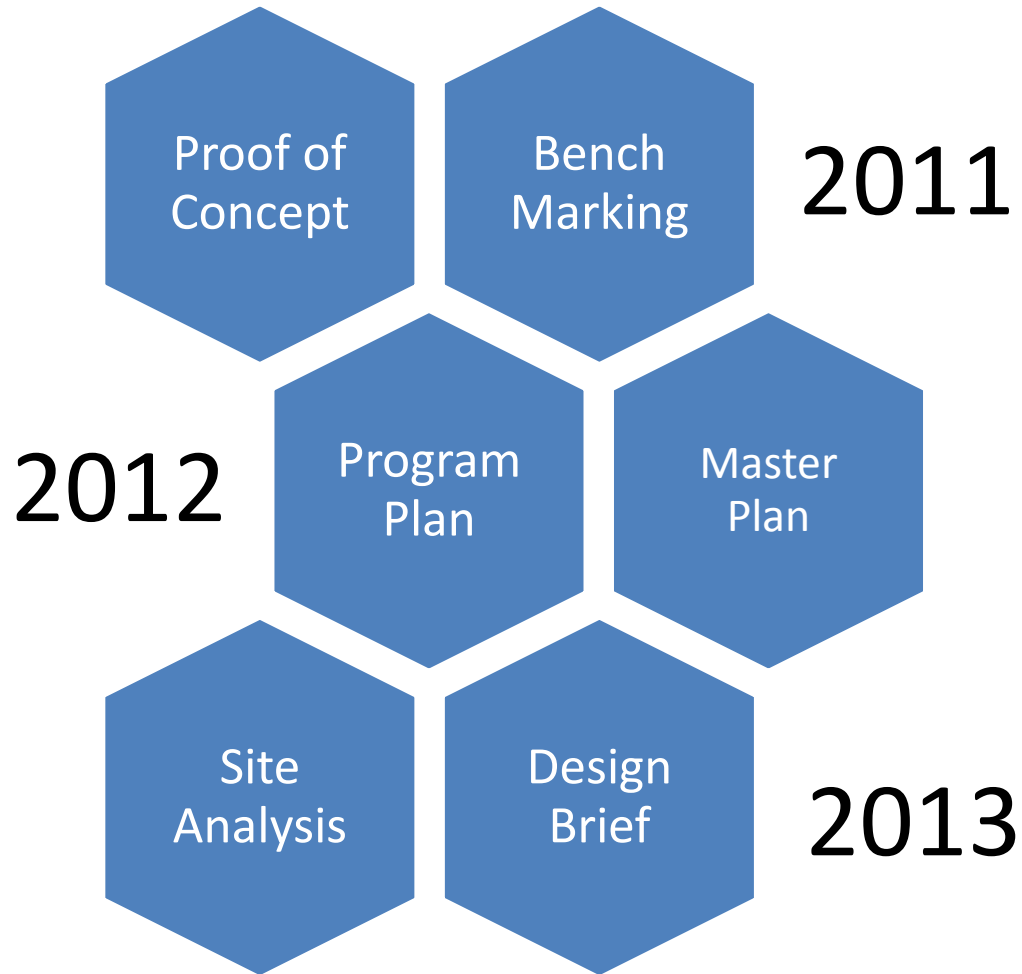 Proof of
Concept
Bench
Marking
2011
2012
Program
Plan
Master
Plan
Site
Analysis
Design
Brief
2013